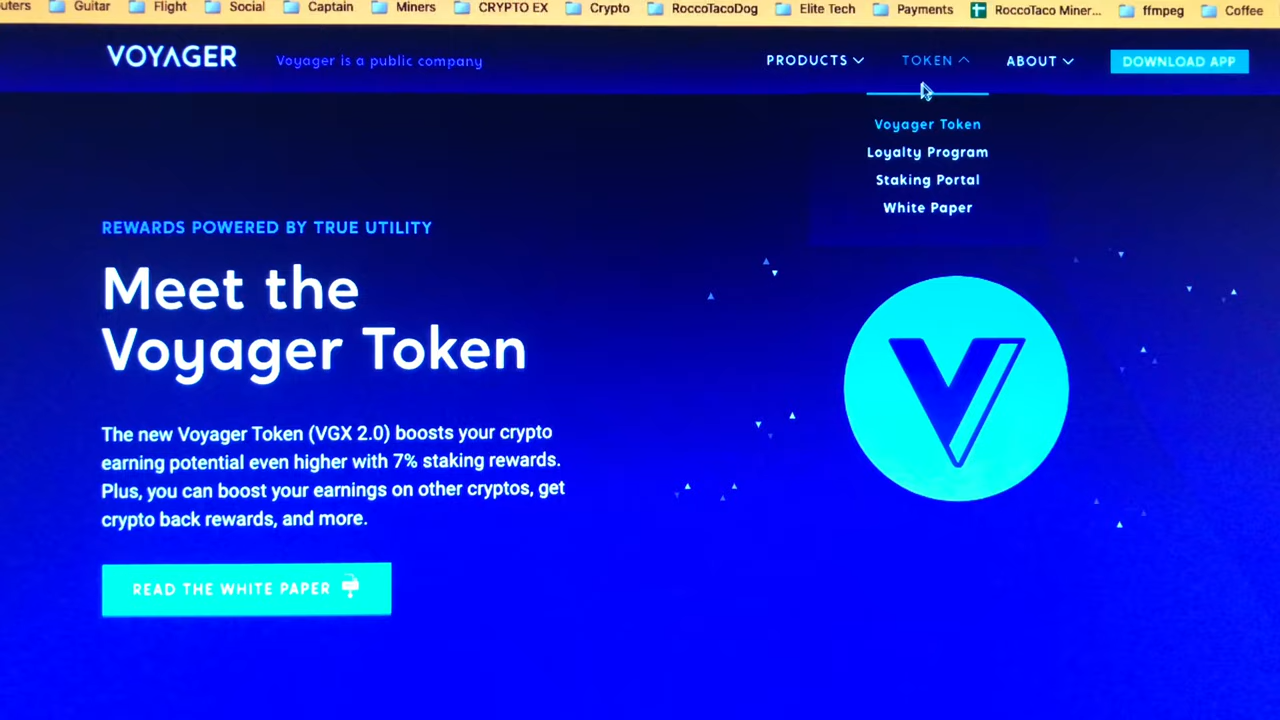 uters Guitar Flight Social Captain Miners CRYPTO EX Crypto RoccoTacoDog Elite Tech Payments RoccoTaco Miner... ffmpeg Coffee
VOYAGER Voyager is a public company PRODUCTS TOKEN ABOUT DOWNLOAD APP
Voyager Token
Loyalty Program
Staking Portal
White Paper
REWARDS POWERED BY TRUE UTILITY
Meet the
Voyager Token
The new Voyager Token (VGX 2.0) boosts your crypto
earning potential even higher with 7% staking rewards.
Plus, you can boost your earnings on other cryptos, get
crypto back rewards, and more.
READ THE WHITE PAPER
V